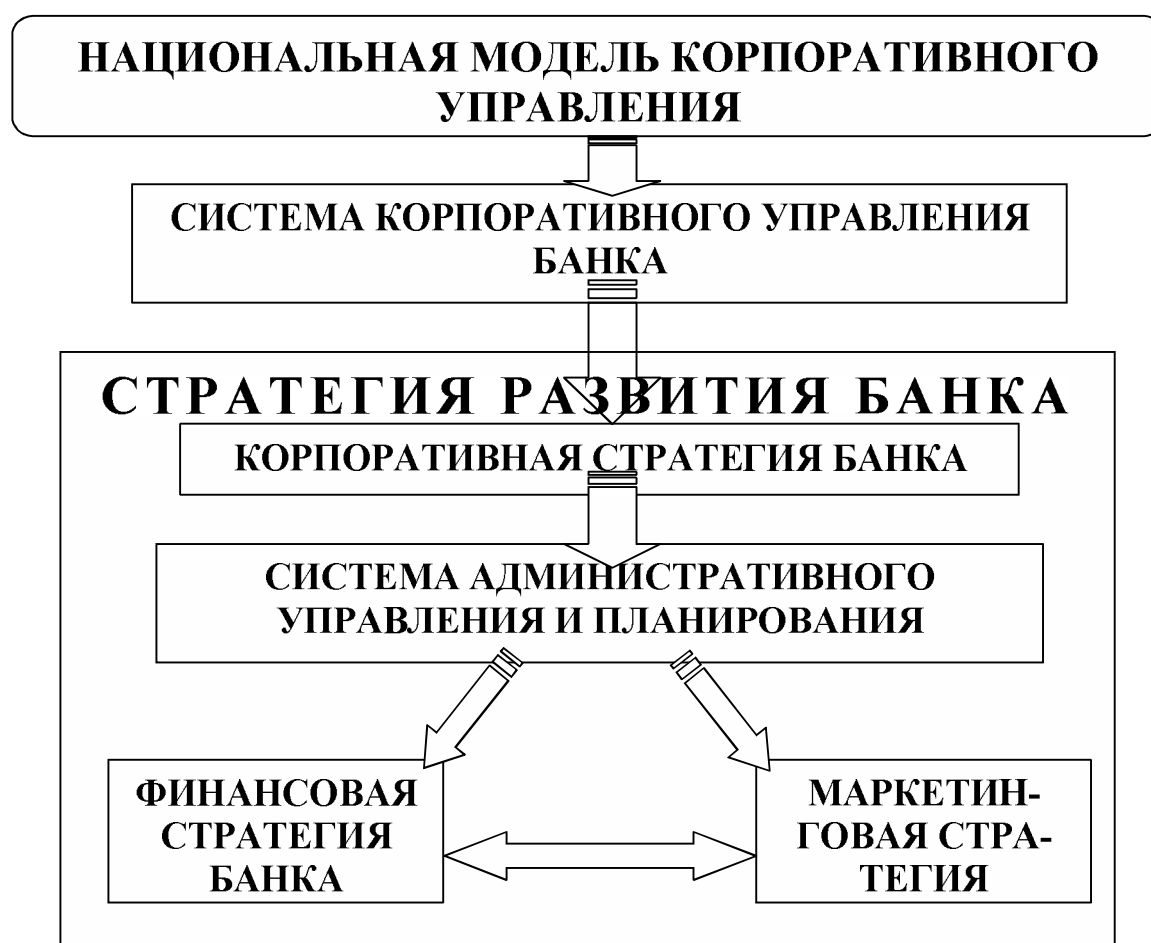 НАЦИОНАЛЬНАЯ МОДЕЛЬ КОРПОРАТИВНОГО
УПРАВЛЕНИЯ
СИСТЕМА КОРПОРАТИВНОГО УПРАВЛЕНИЯ
БАНКА
СТРАТЕГИЯ РАЗВИТИЯ БАНКА
КОРПОРАТИВНАЯ СТРАТЕГИЯ БАНКА
СИСТЕМА АДМИНИСТРАТИВНОГО
УПРАВЛЕНИЯ И ПЛАНИРОВАНИЯ
ФИНАНСОВАЯ
СТРАТЕГИЯ
БАНКА
МАРКЕТИН-
ГОВАЯ СТРА-
ТЕГИЯ